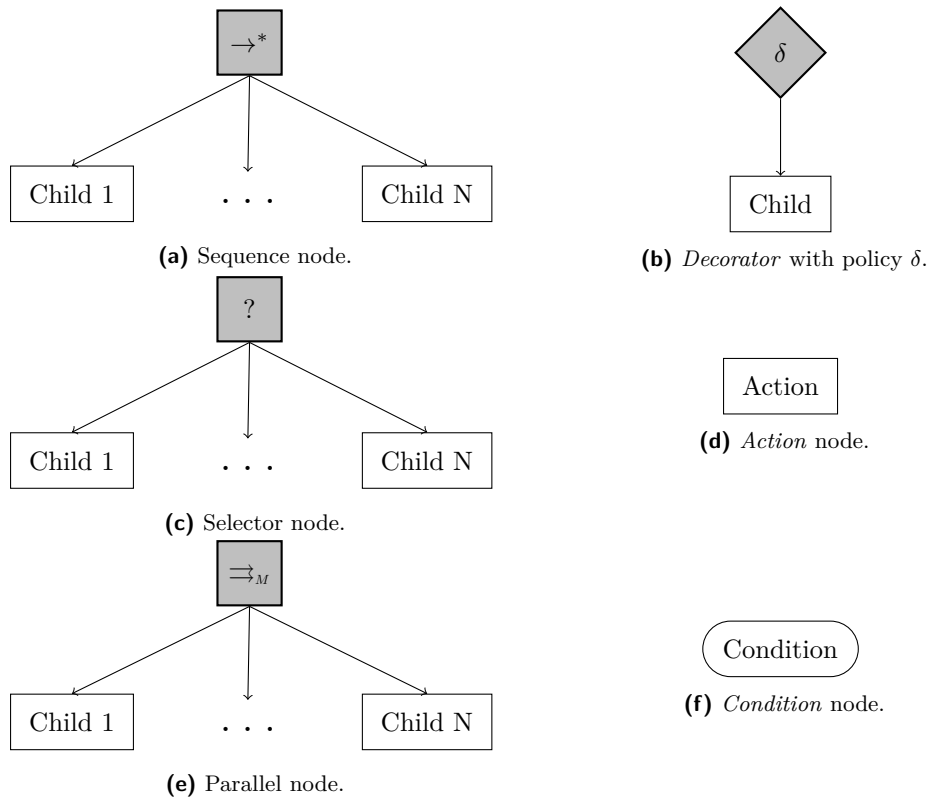 →*
Child 1 . . . Child N
(a) Sequence node.
δ
Child
(b) Decorator with policy δ.
?
Child 1 . . . Child N
(c) Selector node.
Action
(d) Action node.
⇉M
Child 1 . . . Child N
(e) Parallel node.
Condition
(f) Condition node.